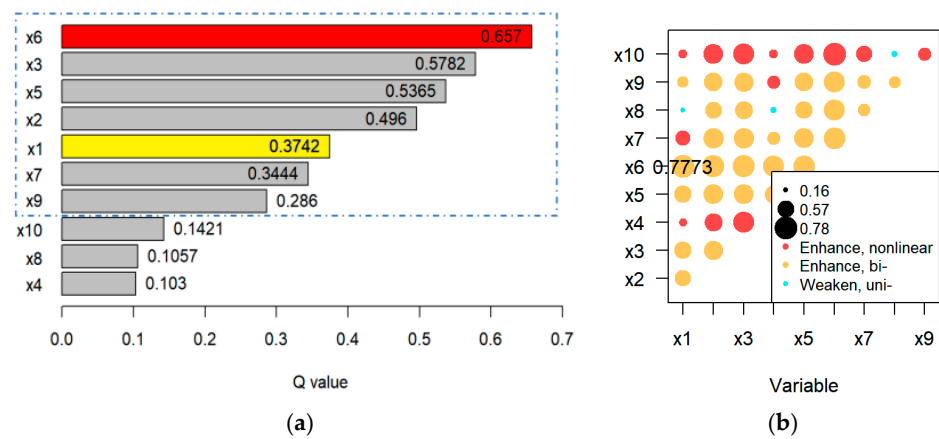 x6 0.657
x3 0.5782
x5 0.5365
x2 0.496
x1 0.3742
x7 0.3444
x9 0.286
x10 0.1421
x8 0.1057
x4 0.103
0.0 0.1 0.2 0.3 0.4 0.5 0.6 0.7
Q value
(a)
x10
x9
x8
x7
x6 0.7773
x5
x4
x3
x2
0.16
0.57
0.78
Enhance, nonlinear
Enhance, bi-
Weaken, uni-
x1 x3 x5 x7 x9
Variable
(b)